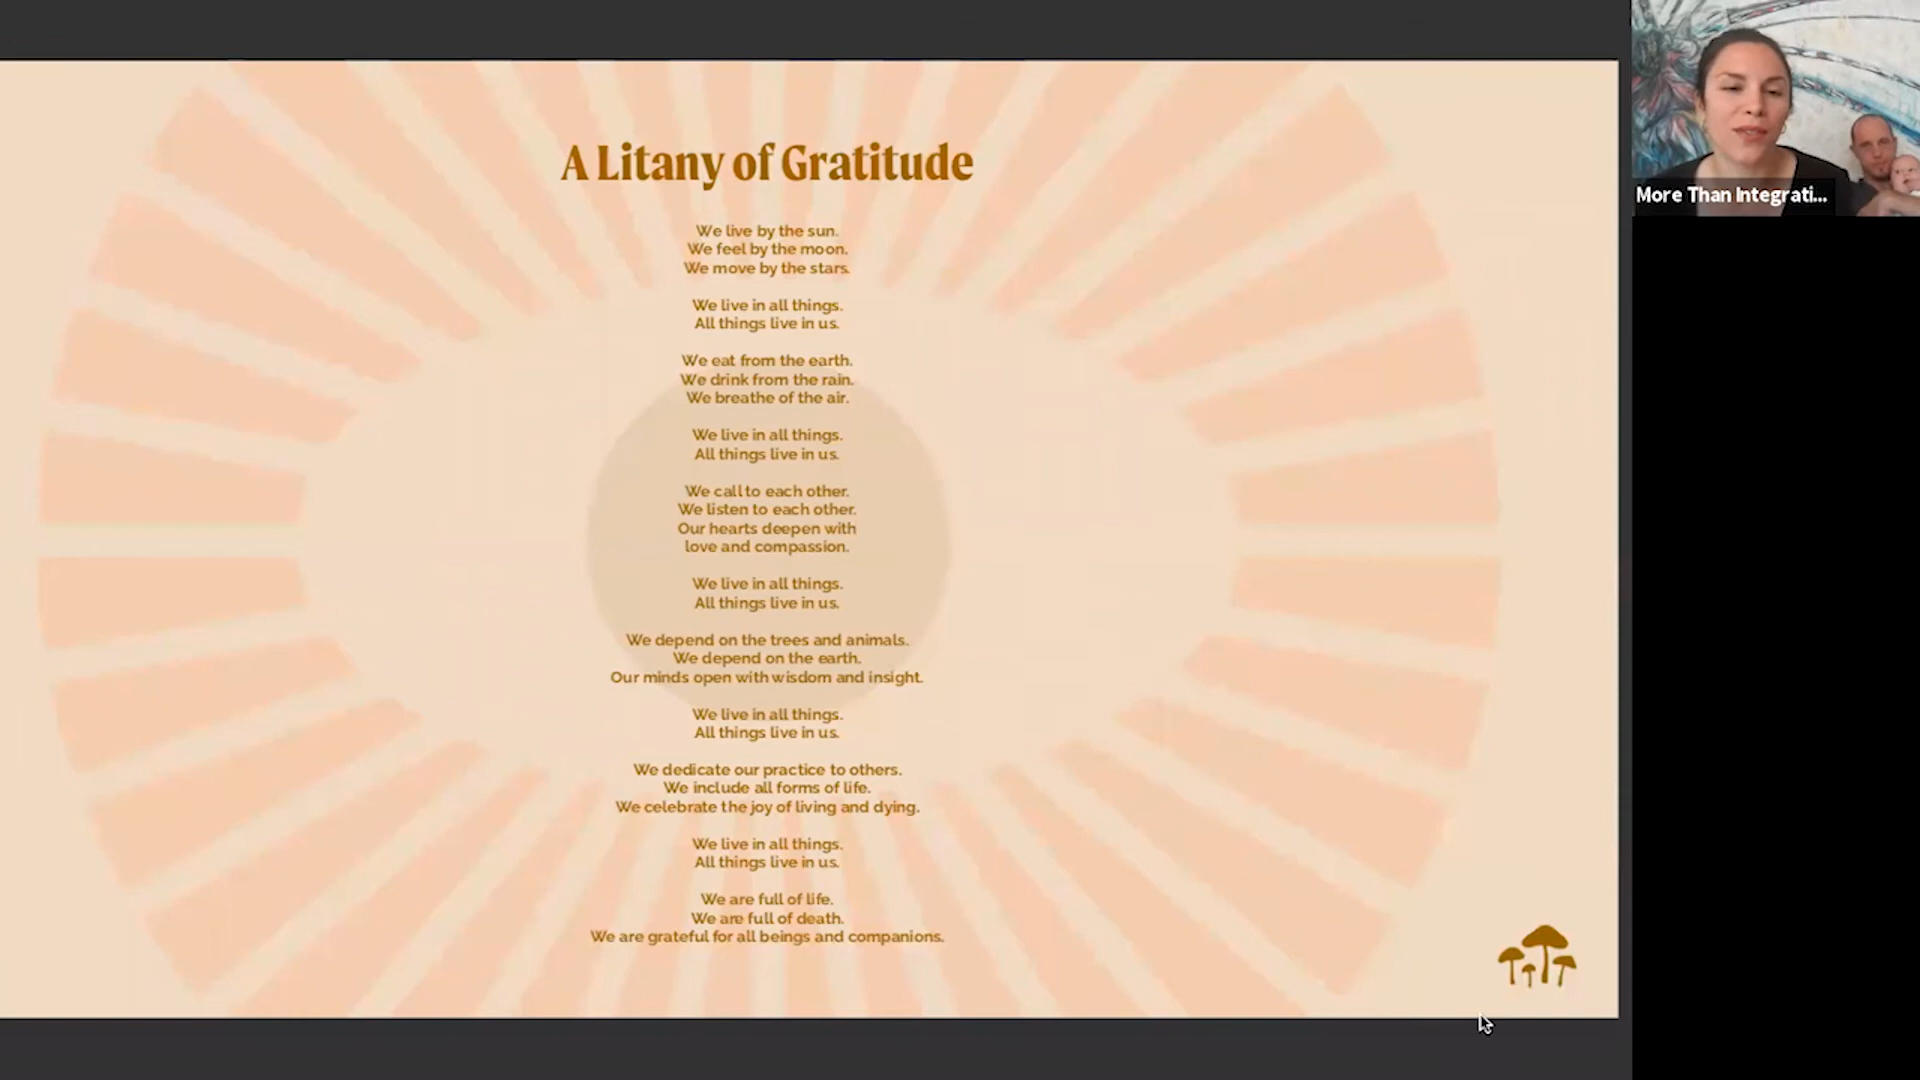 A Litany of Gratitude
We live by the sun.
We feel by the moon.
We move by the stars.
We live in all things.
All things live in us.
We eat from the earth.
We drink from the rain.
We breathe of the air.
We live in all things.
All things live in us.
We call to each other.
We listen to each other.
Our hearts deepen with
love and compassion.
We live in all things.
All things live in us.
We depend on the trees and animals.
We depend on the earth.
Our minds open with wisdom and insight.
We live in all things.
All things live in us.
We dedicate our practice to others.
We include all forms of life.
We celebrate the joy of living and dying.
We live in all things.
All things live in us.
We are full of life.
We are full of death.
We are grateful for all beings and companions.
More Than Integrati...